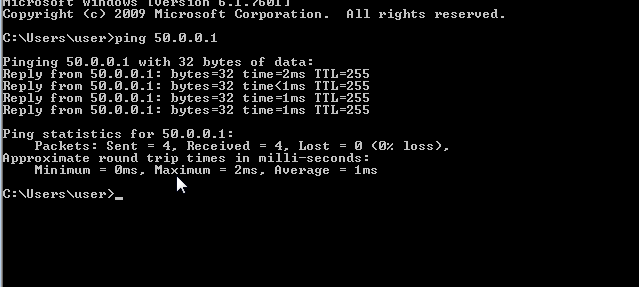 Microsoft Windows [Version 6.1.7601]
Copyright (c) 2009 Microsoft Corporation.  All rights reserved.
C:\Users\user>ping 50.0.0.1
Pinging 50.0.0.1 with 32 bytes of data:
Reply from 50.0.0.1: bytes=32 time=2ms TTL=255
Reply from 50.0.0.1: bytes=32 time<1ms TTL=255
Reply from 50.0.0.1: bytes=32 time=1ms TTL=255
Reply from 50.0.0.1: bytes=32 time=1ms TTL=255
Ping statistics for 50.0.0.1:
    Packets: Sent = 4, Received = 4, Lost = 0 (0% loss),
Approximate round trip times in milli-seconds:
    Minimum = 0ms, Maximum = 2ms, Average = 1ms
C:\Users\user>_